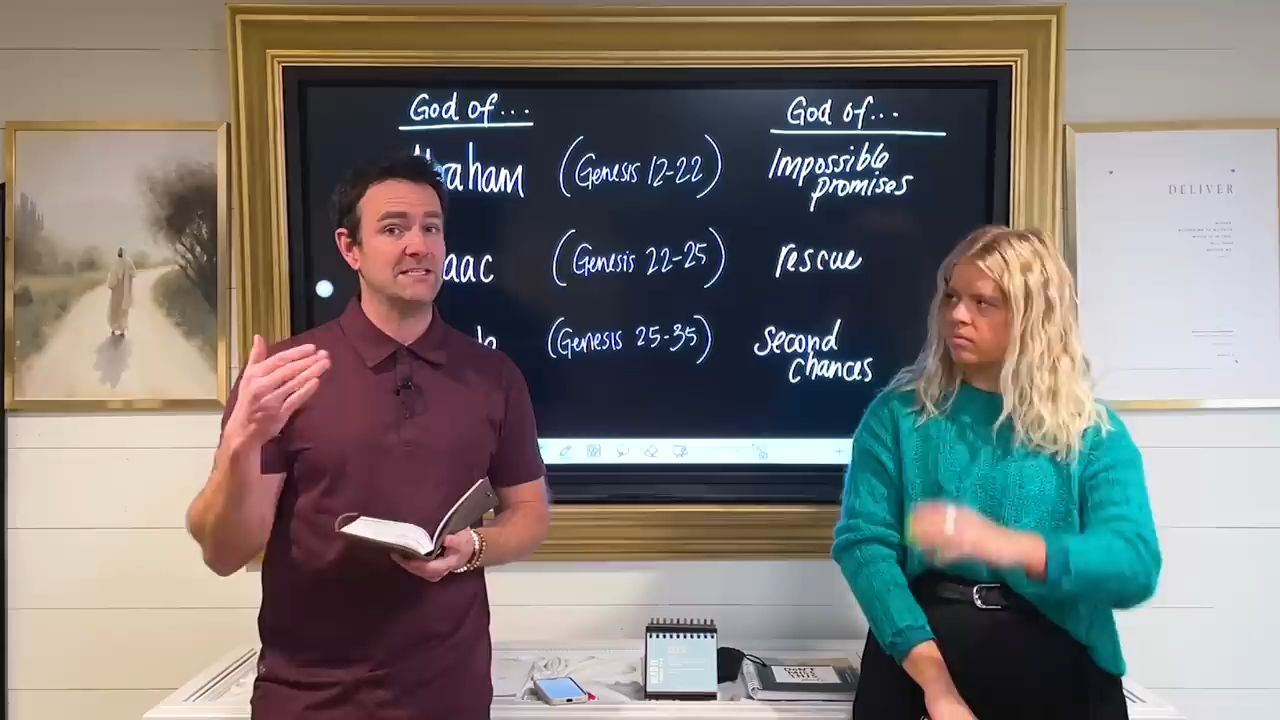 God of...
God of...
Abraham (Genesis 12-22) Impossible
promises
aac (Genesis 22-25) rescue
(Genesis 25-35) Second
chances
DELIVER